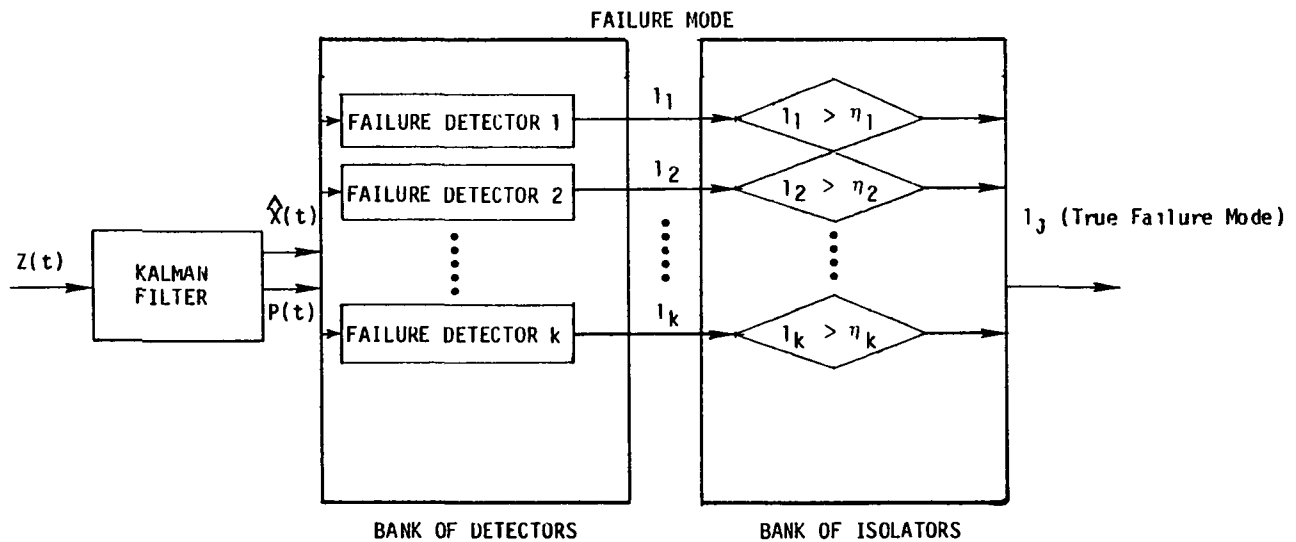 FAILURE MODE
FAILURE DETECTOR 1
l1
l1 > η1
FAILURE DETECTOR 2
l2
l2 > η2
X̂(t)
Z(t)
KALMAN
FILTER
P(t)
lj (True Failure Mode)
FAILURE DETECTOR k
lk
lk > ηk
BANK OF DETECTORS
BANK OF ISOLATORS